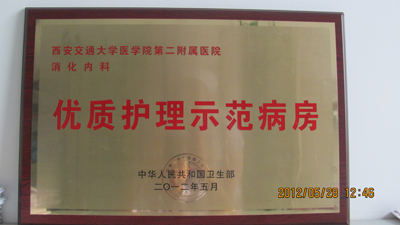 西安交通大学医学院第二附属医院
消化内科
优质护理示范病房
中华人民共和国卫生部
二〇一二年五月
2012/05/28 12:46